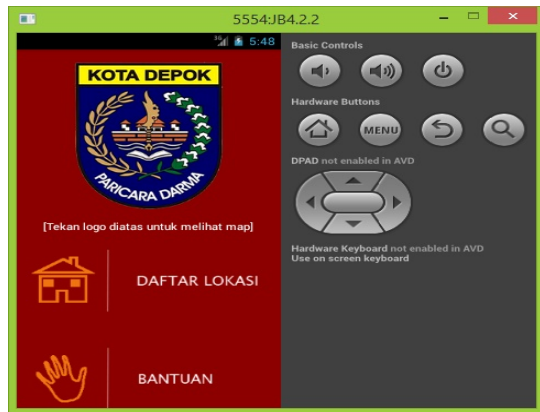 5554:JB4.2.2
3G 5:48
KOTA DEPOK
PARICARA DARMA
[Tekan logo diatas untuk melihat map]
DAFTAR LOKASI
BANTUAN
Basic Controls
Hardware Buttons
MENU
DPAD not enabled in AVD
Hardware Keyboard not enabled in AVD
Use on screen keyboard